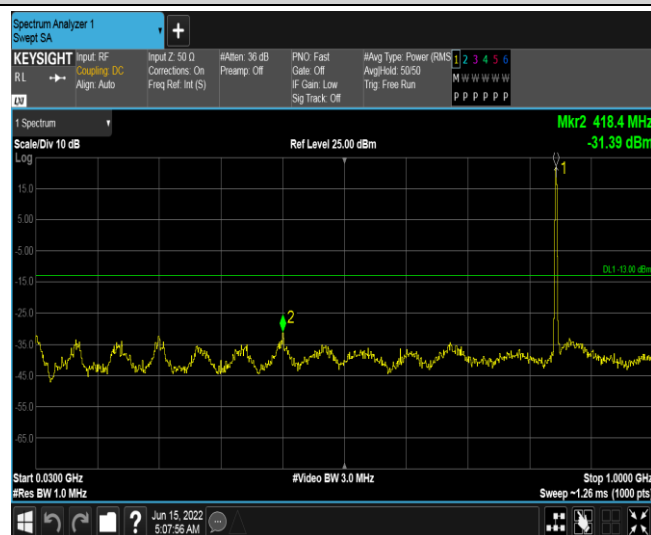 Spectrum Analyzer 1
Swept SA
+
KEYSIGHT Input: RF Input Z: 50 Ω #Atten: 36 dB PNO: Fast #Avg Type: Power (RMS 1 2 3 4 5 6
RL Coupling: DC Corrections: On Preamp: Off Gate: Off Avg|Hold: 50/50 M W W W W W
Align: Auto Freq Ref: Int (S) IF Gain: Low Trig: Free Run
Sig Track: Off P P P P P P
LXI
1 Spectrum
Mkr2 418.4 MHz
Scale/Div 10 dB Ref Level 25.00 dBm -31.39 dBm
Log
1
15.0
5.00
-5.00
DL1 -13.00 dBm
-15.0
-25.0
2
-35.0
-45.0
-55.0
-65.0
Start 0.0300 GHz #Video BW 3.0 MHz Stop 1.0000 GHz
#Res BW 1.0 MHz Sweep ~1.26 ms (1000 pts)
? Jun 15, 2022
5:07:56 AM